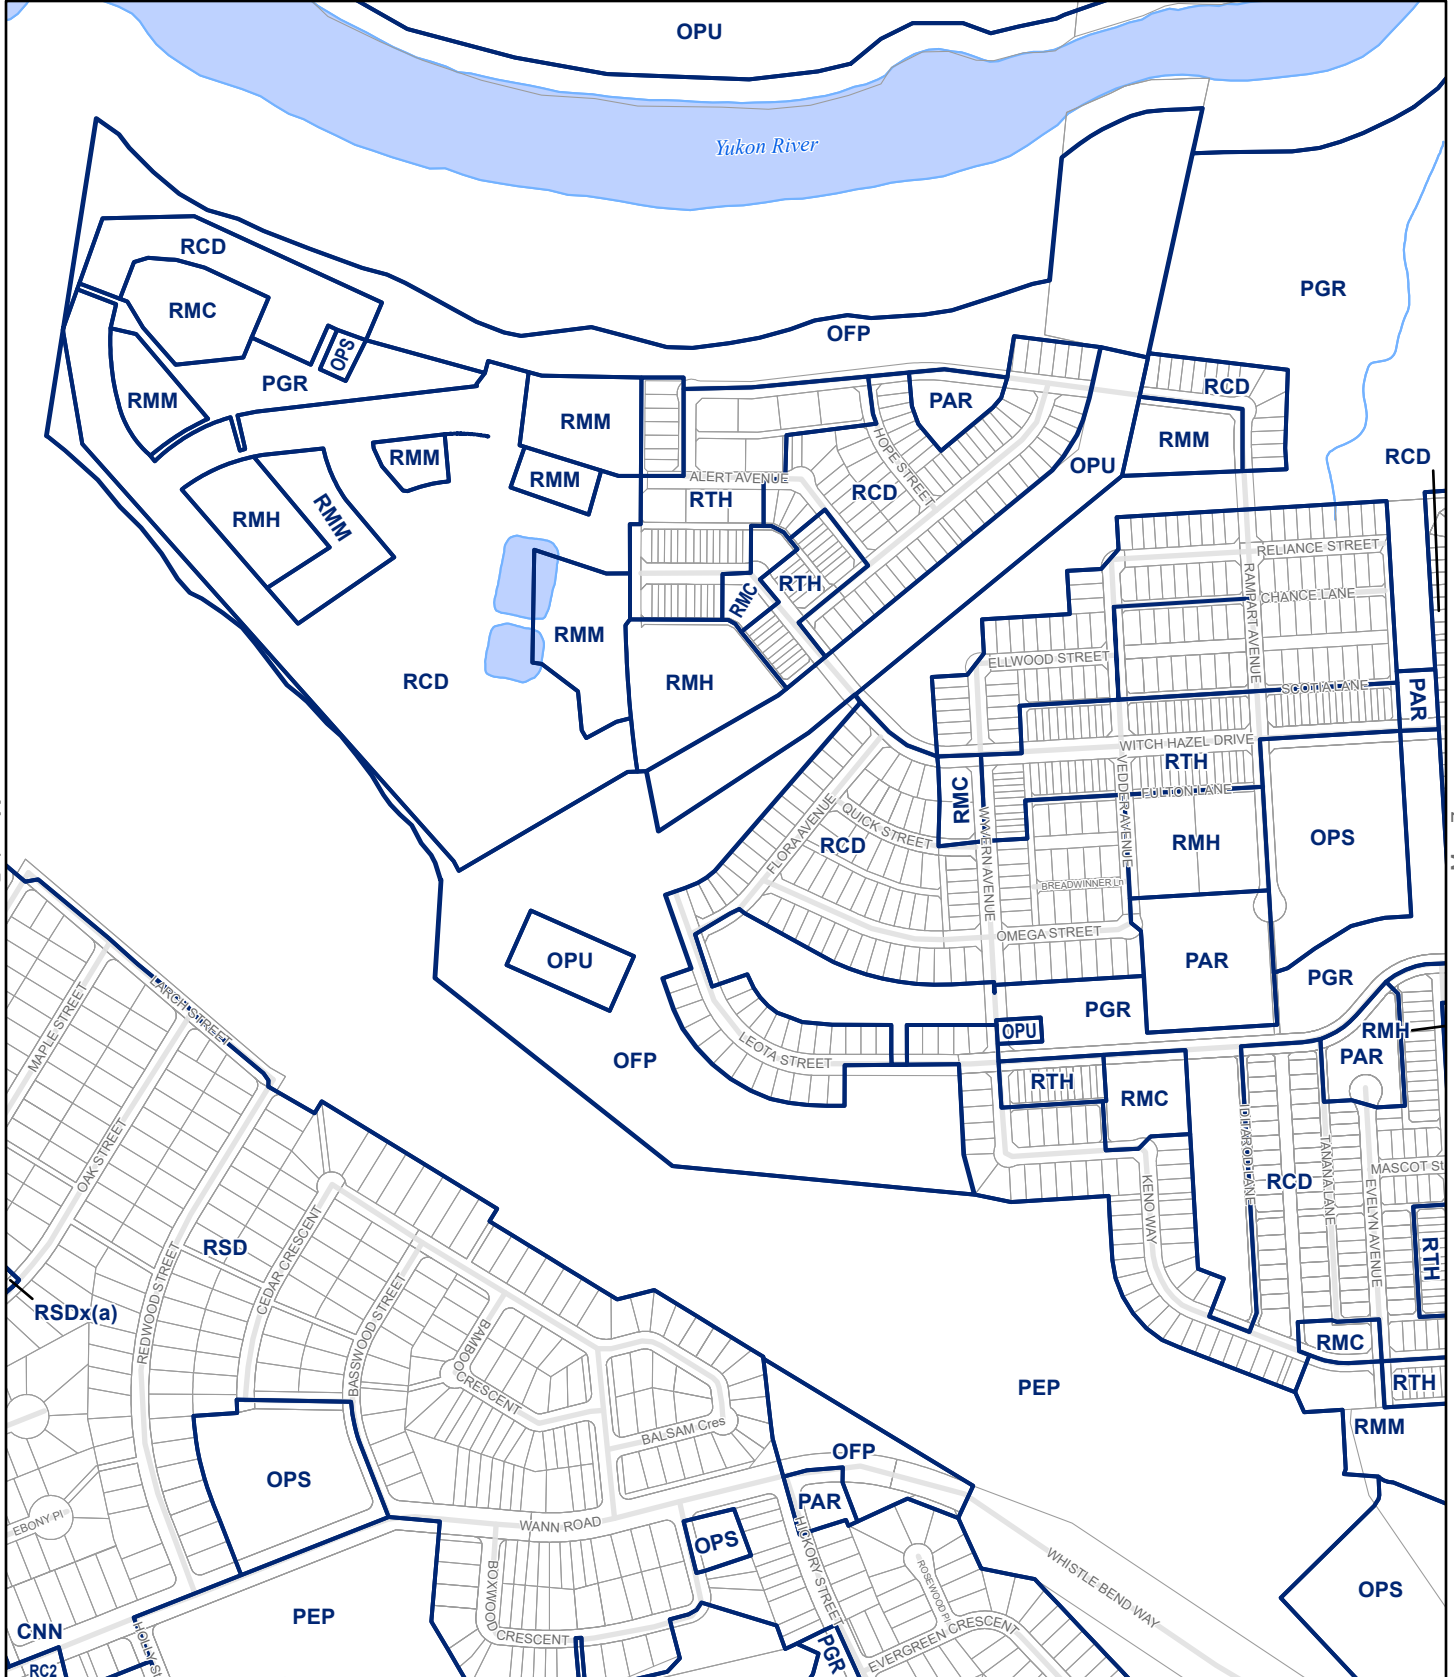 OPU
Yukon River
RCD
PGR
RMC
OFP
OPS
PGR
RCD
RMM
PAR
RMM
RMM
RCD
RMM
OPU
HOPE STREET
RMM
ALERT AVENUE
RCD
RTH
RMH
RMM
RELIANCE STREET
RAMPART AVENUE
CHANCE LANE
RTH
RMC
RMM
ELLWOOD STREET
RCD
RMH
SCOTIA LANE
PAR
WITCH HAZEL DRIVE
RTH
VEDDER AVENUE
FULTON LANE
RMC
WYVERN AVENUE
FLORA AVENUE
QUICK STREET
RCD
RMH
OPS
BREADWINNER Ln
OMEGA STREET
OPU
PAR
PGR
MAPLE STREET
LARCH STREET
PGR
OPU
RMH
LEOTA STREET
OFP
PAR
RTH
RMC
OAK STREET
IDITAROD LANE
TANANA LANE
MASCOT St
KENO WAY
RCD
EVELYN AVENUE
RSD
CEDAR CRESCENT
REDWOOD STREET
RTH
BASSWOOD STREET
RSDx(a)
BAMBOO
CRESCENT
RMC
PEP
RTH
BALSAM Cres
RMM
OFP
OPS
PAR
EBONY Pl
WANN ROAD
OPS
HICKORY STREET
BOXWOOD
CRESCENT
ROSEWOOD Pl
WHISTLE BEND WAY
OPS
PEP
CNN
HOLLY St
EVERGREEN CRESCENT
PGR
RC2